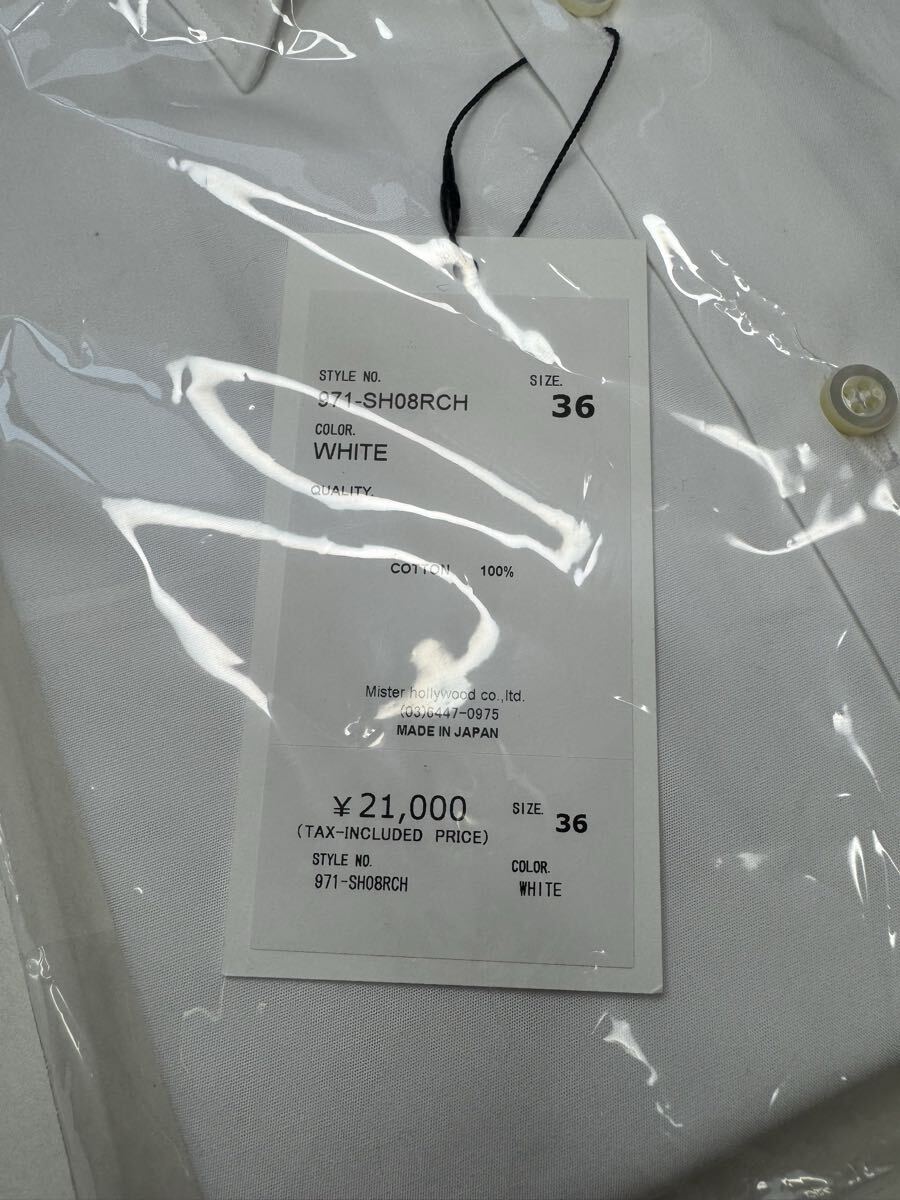 STYLE NO.
971-SH08RCH
SIZE.
36
COLOR.
WHITE
QUALITY.
COTTON 100%
Mister hollywood co.,ltd.
(03)6447-0975
MADE IN JAPAN
¥21,000
(TAX-INCLUDED PRICE)
SIZE.
36
STYLE NO.
971-SH08RCH
COLOR.
WHITE